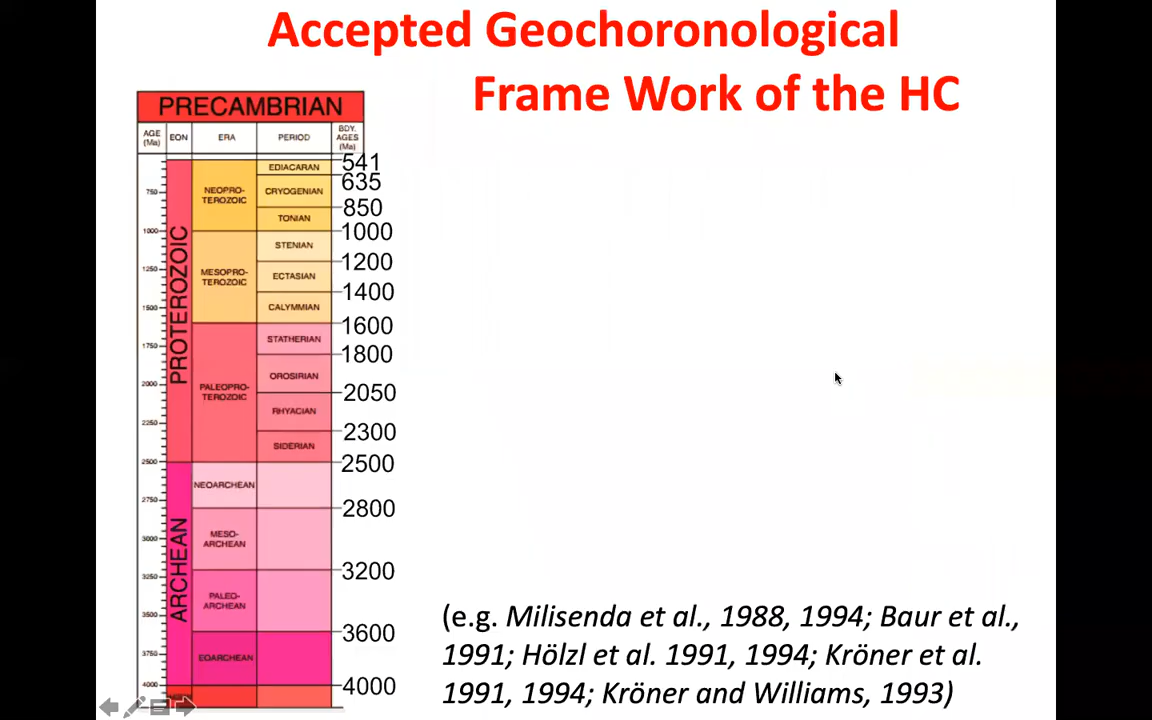 Accepted Geochoronological
Frame Work of the HC
PRECAMBRIAN
AGE (Ma) EON ERA PERIOD BDY. AGES (Ma)
541
EDIACARAN
635
750
NEOPRO-
TEROZOIC
CRYOGENIAN
850
TONIAN
1000
1000
STENIAN
1200
1250
MESOPRO-
TEROZOIC
ECTASIAN
1400
1500
CALYMMIAN
1600
PROTEROZOIC
STATHERIAN
1750
1800
OROSIRIAN
2000
PALEOPRO-
TEROZOIC
2050
RHYACIAN
2250
2300
SIDERIAN
2500
2500
NEOARCHEAN
2750
2800
MESO-
ARCHEAN
3000
ARCHEAN
3200
3250
PALEO-
ARCHEAN
3500
3600
EOARCHEAN
3750
4000
4000
(e.g. Milisenda et al., 1988, 1994; Baur et al.,
1991; Hölzl et al. 1991, 1994; Kröner et al.
1991, 1994; Kröner and Williams, 1993)